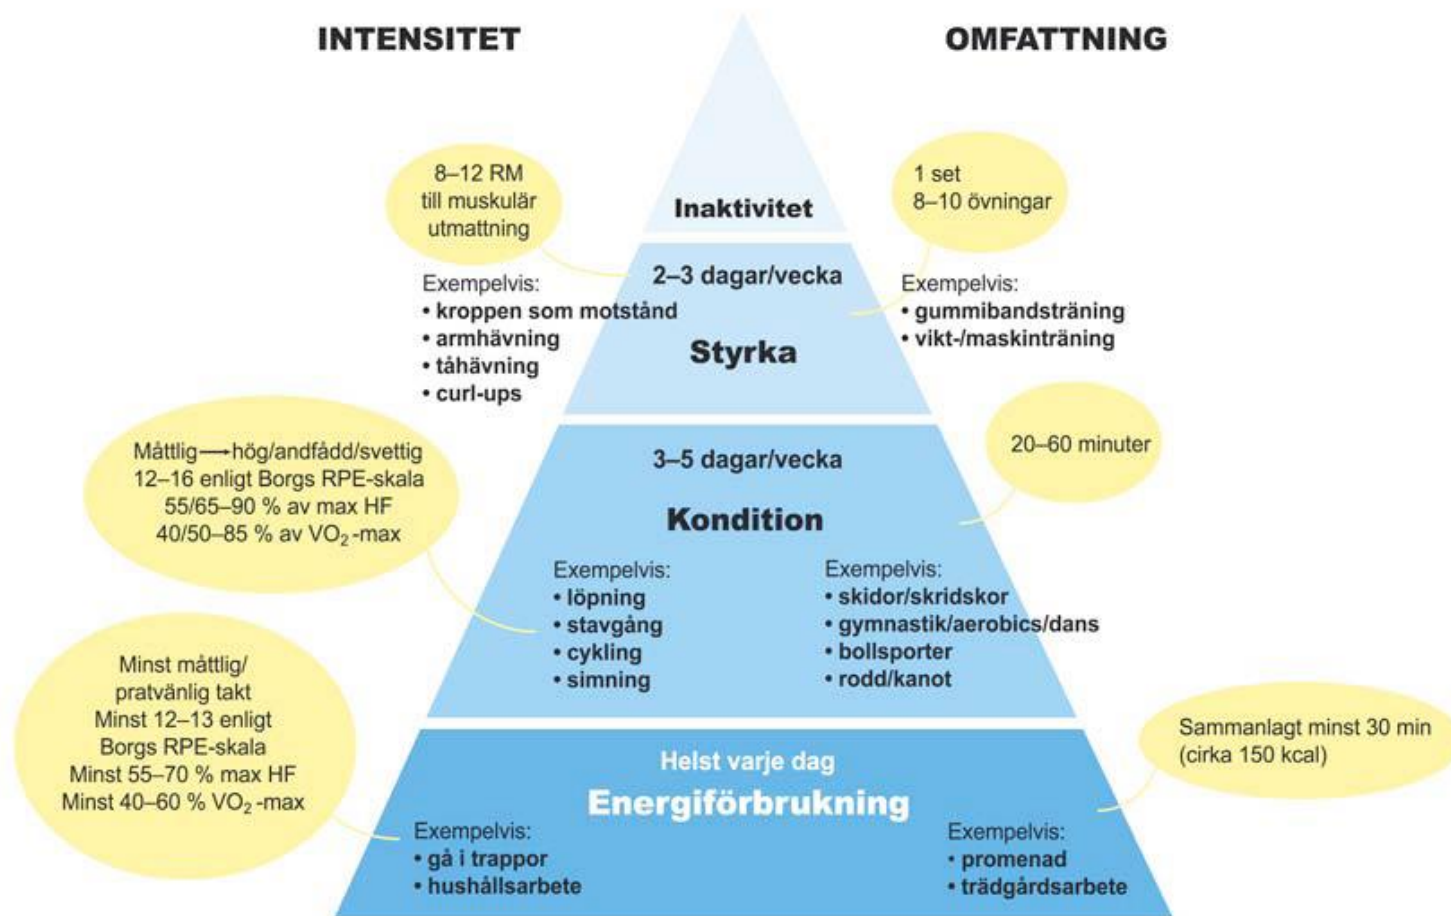 INTENSITET
OMFATTNING
8–12 RM
till muskulär
utmattning
1 set
8–10 övningar
Inaktivitet
2–3 dagar/vecka
Styrka
Exempelvis:
• kroppen som motstånd
• armhävning
• tåhävning
• curl-ups
Exempelvis:
• gummibandsträning
• vikt-/maskinträning
Måttlig→hög/andfådd/svettig
12–16 enligt Borgs RPE-skala
55/65–90 % av max HF
40/50–85 % av VO₂-max
20–60 minuter
3–5 dagar/vecka
Kondition
Exempelvis:
• löpning
• stavgång
• cykling
• simning
Exempelvis:
• skidor/skridskor
• gymnastik/aerobics/dans
• bollsporter
• rodd/kanot
Minst måttlig/
pratvänlig takt
Minst 12–13 enligt
Borgs RPE-skala
Minst 55–70 % max HF
Minst 40–60 % VO₂-max
Sammanlagt minst 30 min
(cirka 150 kcal)
Helst varje dag
Energiförbrukning
Exempelvis:
• gå i trappor
• hushållsarbete
Exempelvis:
• promenad
• trädgårdsarbete